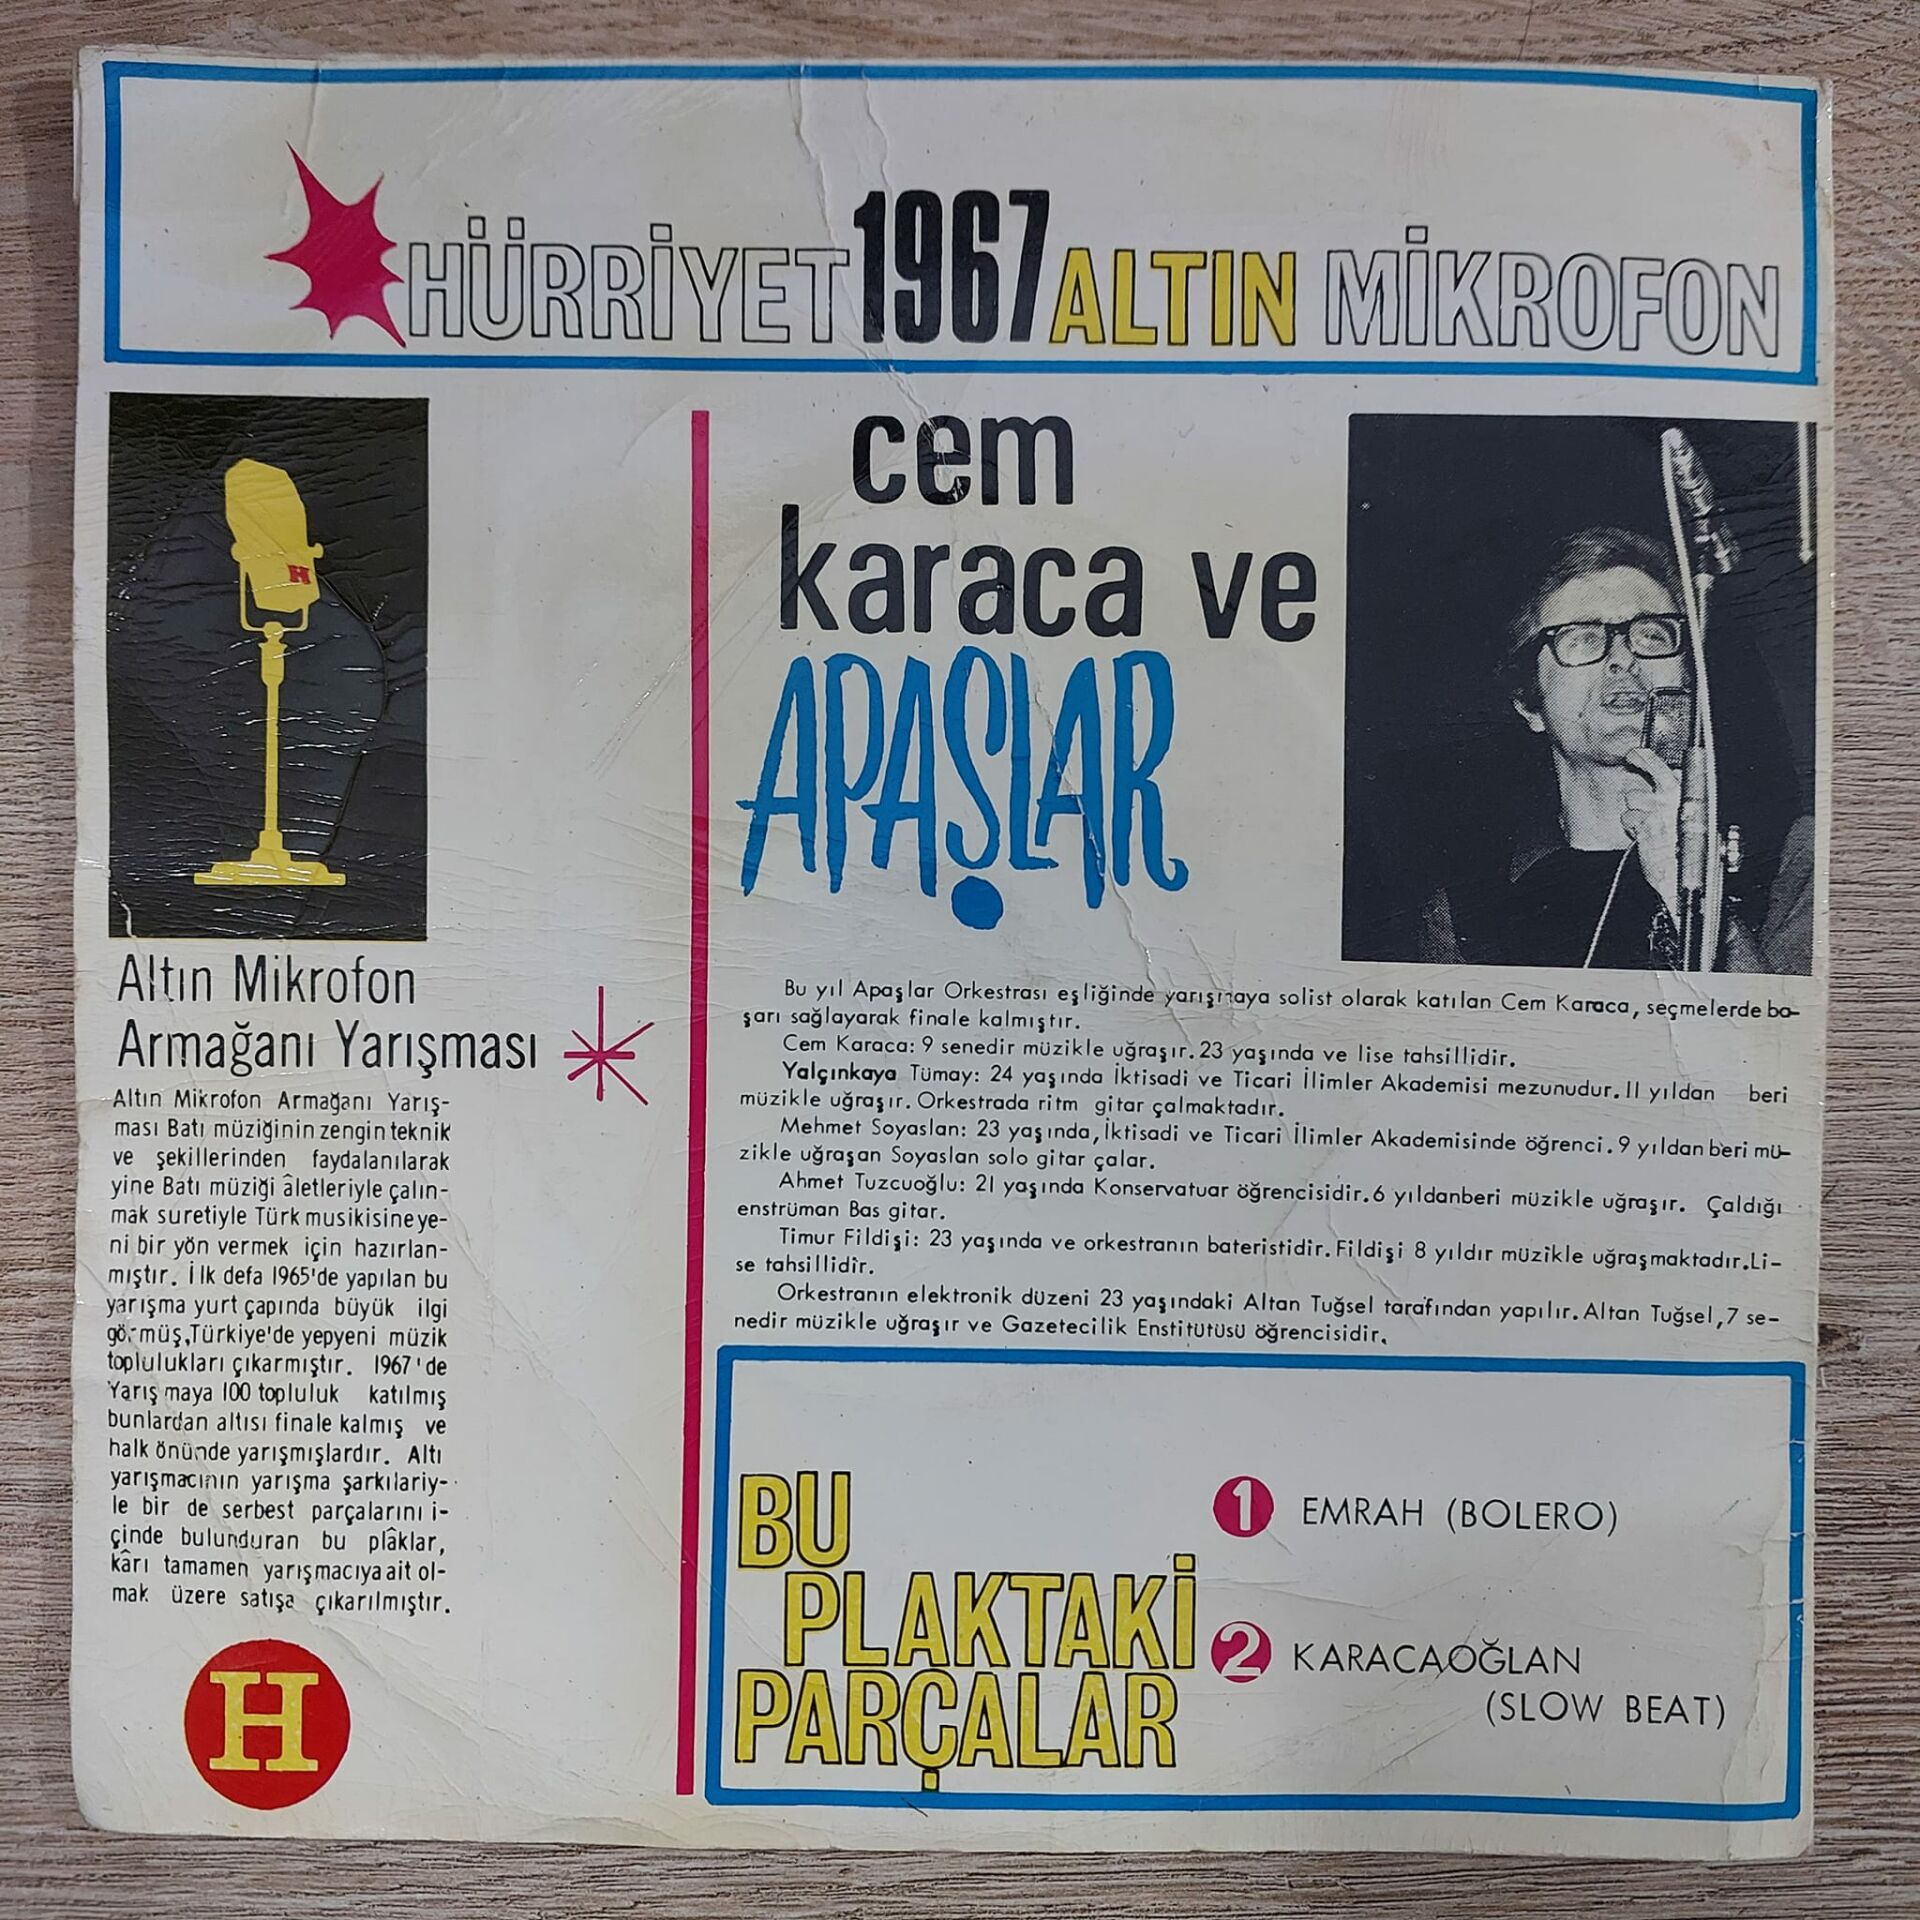 HÜRRİYET 1967 ALTIN MİKROFON
H
Altın Mikrofon
Armağanı Yarışması
Altın Mikrofon Armağanı Yarış-
ması Batı müziğinin zengin teknik
ve şekillerinden faydalanılarak
yine Batı müziği âletleriyle çalın-
mak suretiyle Türk musikisine ye-
ni bir yön vermek için hazırlan-
mıştır. İlk defa 1965'de yapılan bu
yarışma yurt çapında büyük ilgi
görmüş,Türkiye'de yepyeni müzik
toplulukları çıkarmıştır. 1967'de
Yarışmaya 100 topluluk katılmış
bunlardan altısı finale kalmış ve
halk önünde yarışmışlardır. Altı
yarışmacının yarışma şarkılariy-
le bir de serbest parçalarını i-
çinde bulunduran bu plâklar,
kârı tamamen yarışmacıya ait ol-
mak üzere satışa çıkarılmıştır.
H
cem
karaca ve
APAŞLAR
Bu yıl Apaşlar Orkestrası eşliğinde yarışmaya solist olarak katılan Cem Karaca, seçmelerde ba-
şarı sağlayarak finale kalmıştır.
Cem Karaca: 9 senedir müzikle uğraşır. 23 yaşında ve lise tahsillidir.
Yalçınkaya Tümay: 24 yaşında İktisadi ve Ticari İlimler Akademisi mezunudur. 11 yıldan beri
müzikle uğraşır. Orkestrada ritm gitar çalmaktadır.
Mehmet Soyaslan: 23 yaşında, İktisadi ve Ticari İlimler Akademisinde öğrenci. 9 yıldan beri mü-
zikle uğraşan Soyaslan solo gitar çalar.
Ahmet Tuzcuoğlu: 21 yaşında Konservatuar öğrencisidir. 6 yıldanberi müzikle uğraşır. Çaldığı
enstrüman Bas gitar.
Timur Fildişi: 23 yaşında ve orkestranın bateristidir. Fildişi 8 yıldır müzikle uğraşmaktadır. Li-
se tahsillidir.
Orkestranın elektronik düzeni 23 yaşındaki Altan Tuğsel tarafından yapılır. Altan Tuğsel, 7 se-
nedir müzikle uğraşır ve Gazetecilik Enstitütüsü öğrencisidir.
BU
PLAKTAKİ
PARÇALAR
1 EMRAH (BOLERO)
2 KARACAOĞLAN
(SLOW BEAT)